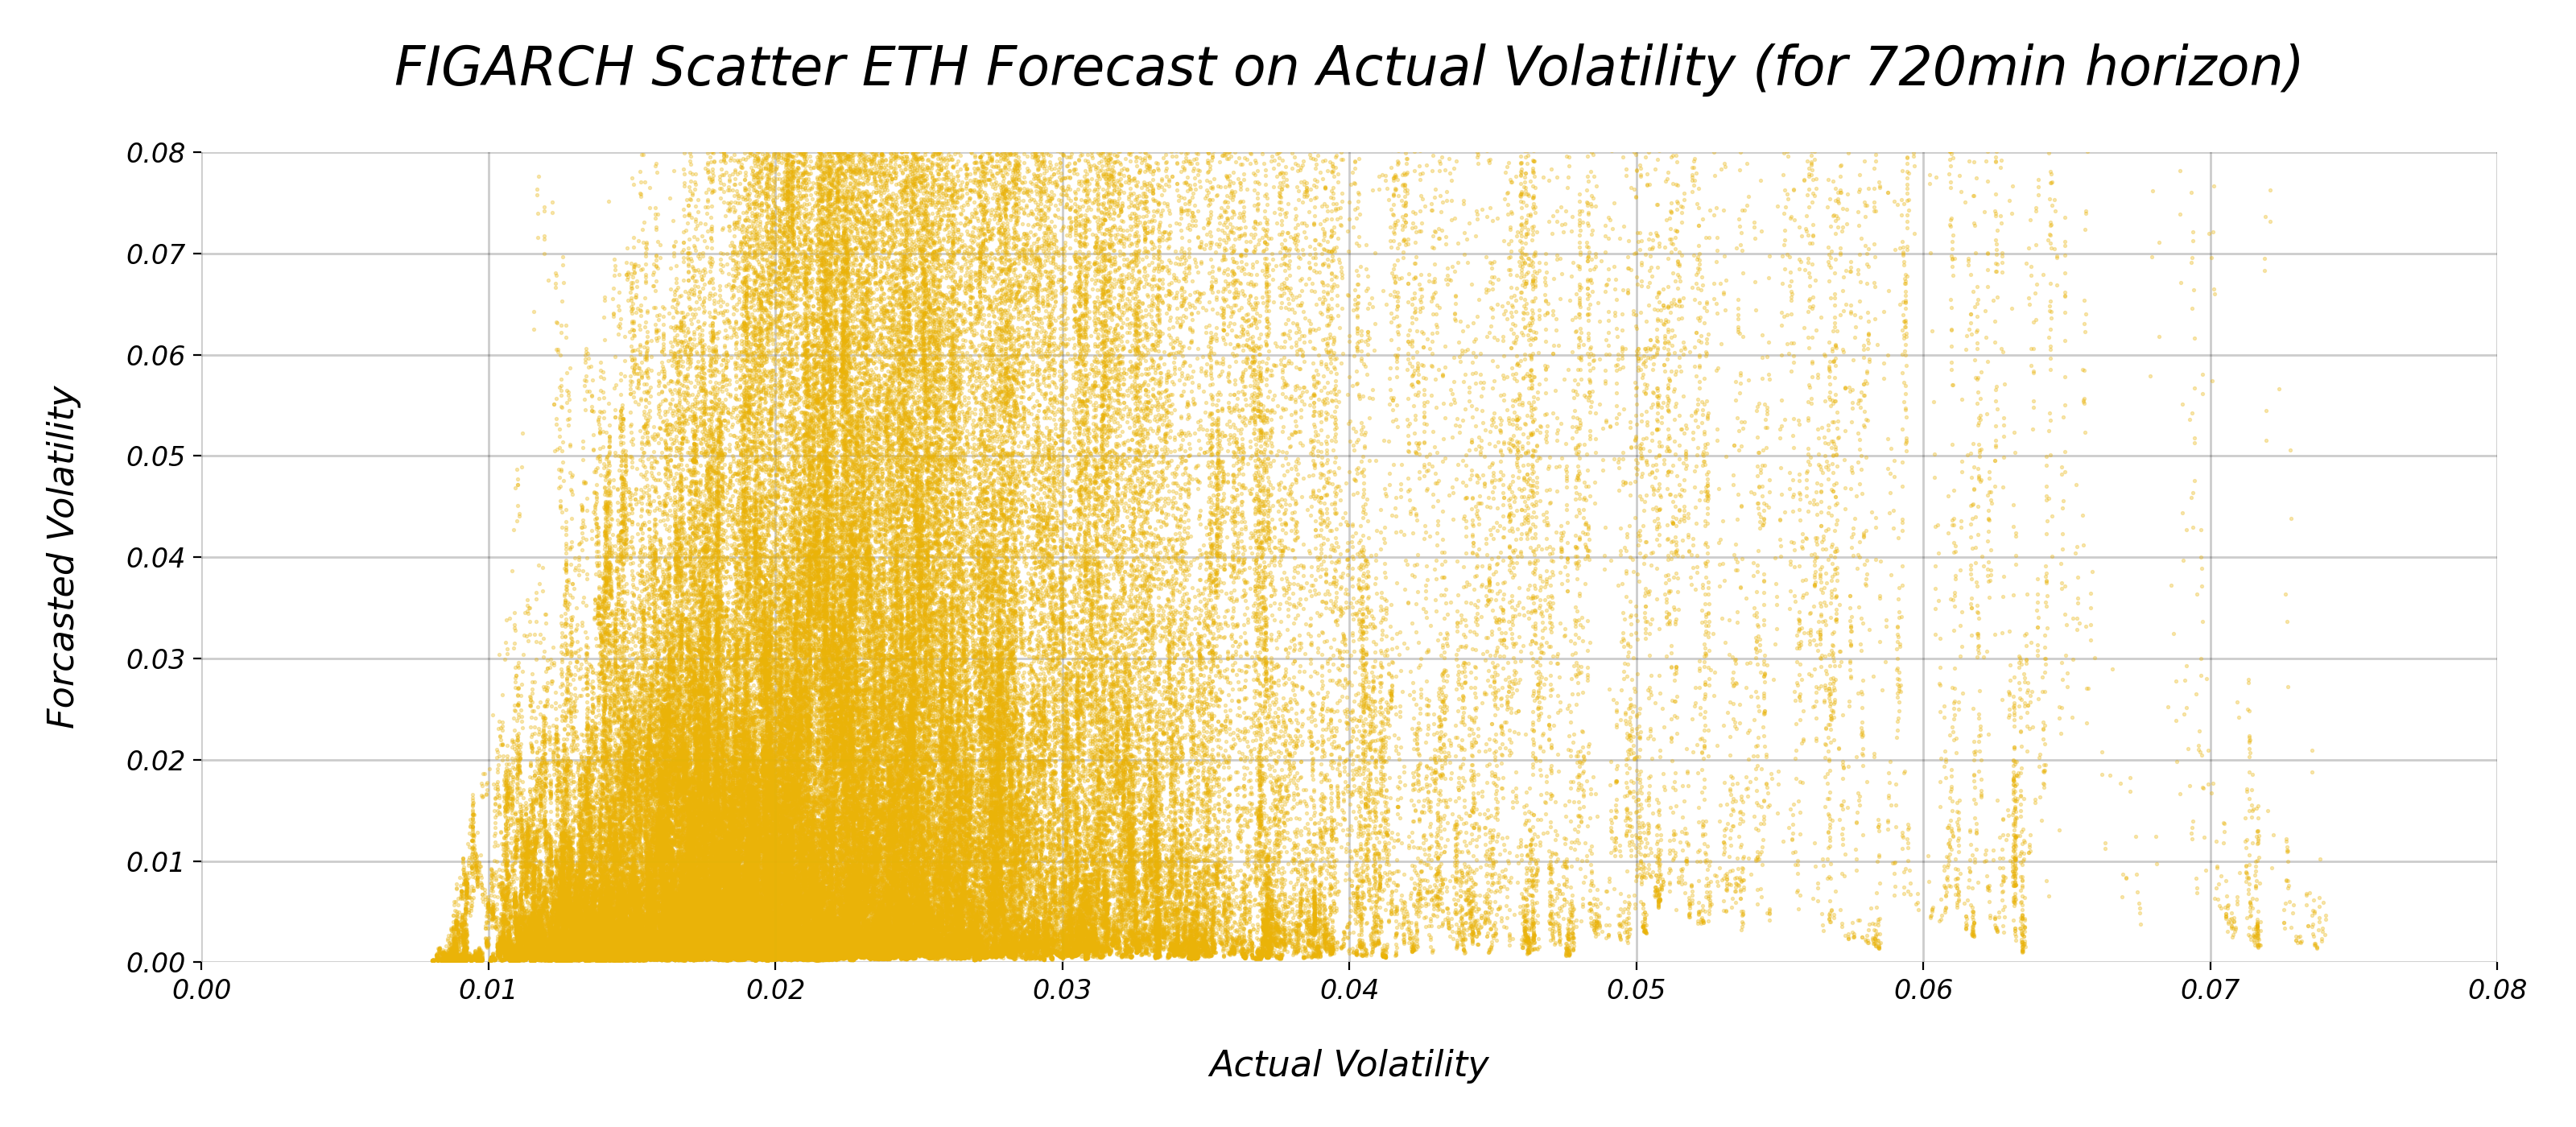 FIGARCH Scatter ETH Forecast on Actual Volatility (for 720min horizon)
0.08
0.07
0.06
0.05
0.04
0.03
0.02
0.01
0.00
Forcasted Volatility
0.00 0.01 0.02 0.03 0.04 0.05 0.06 0.07 0.08
Actual Volatility